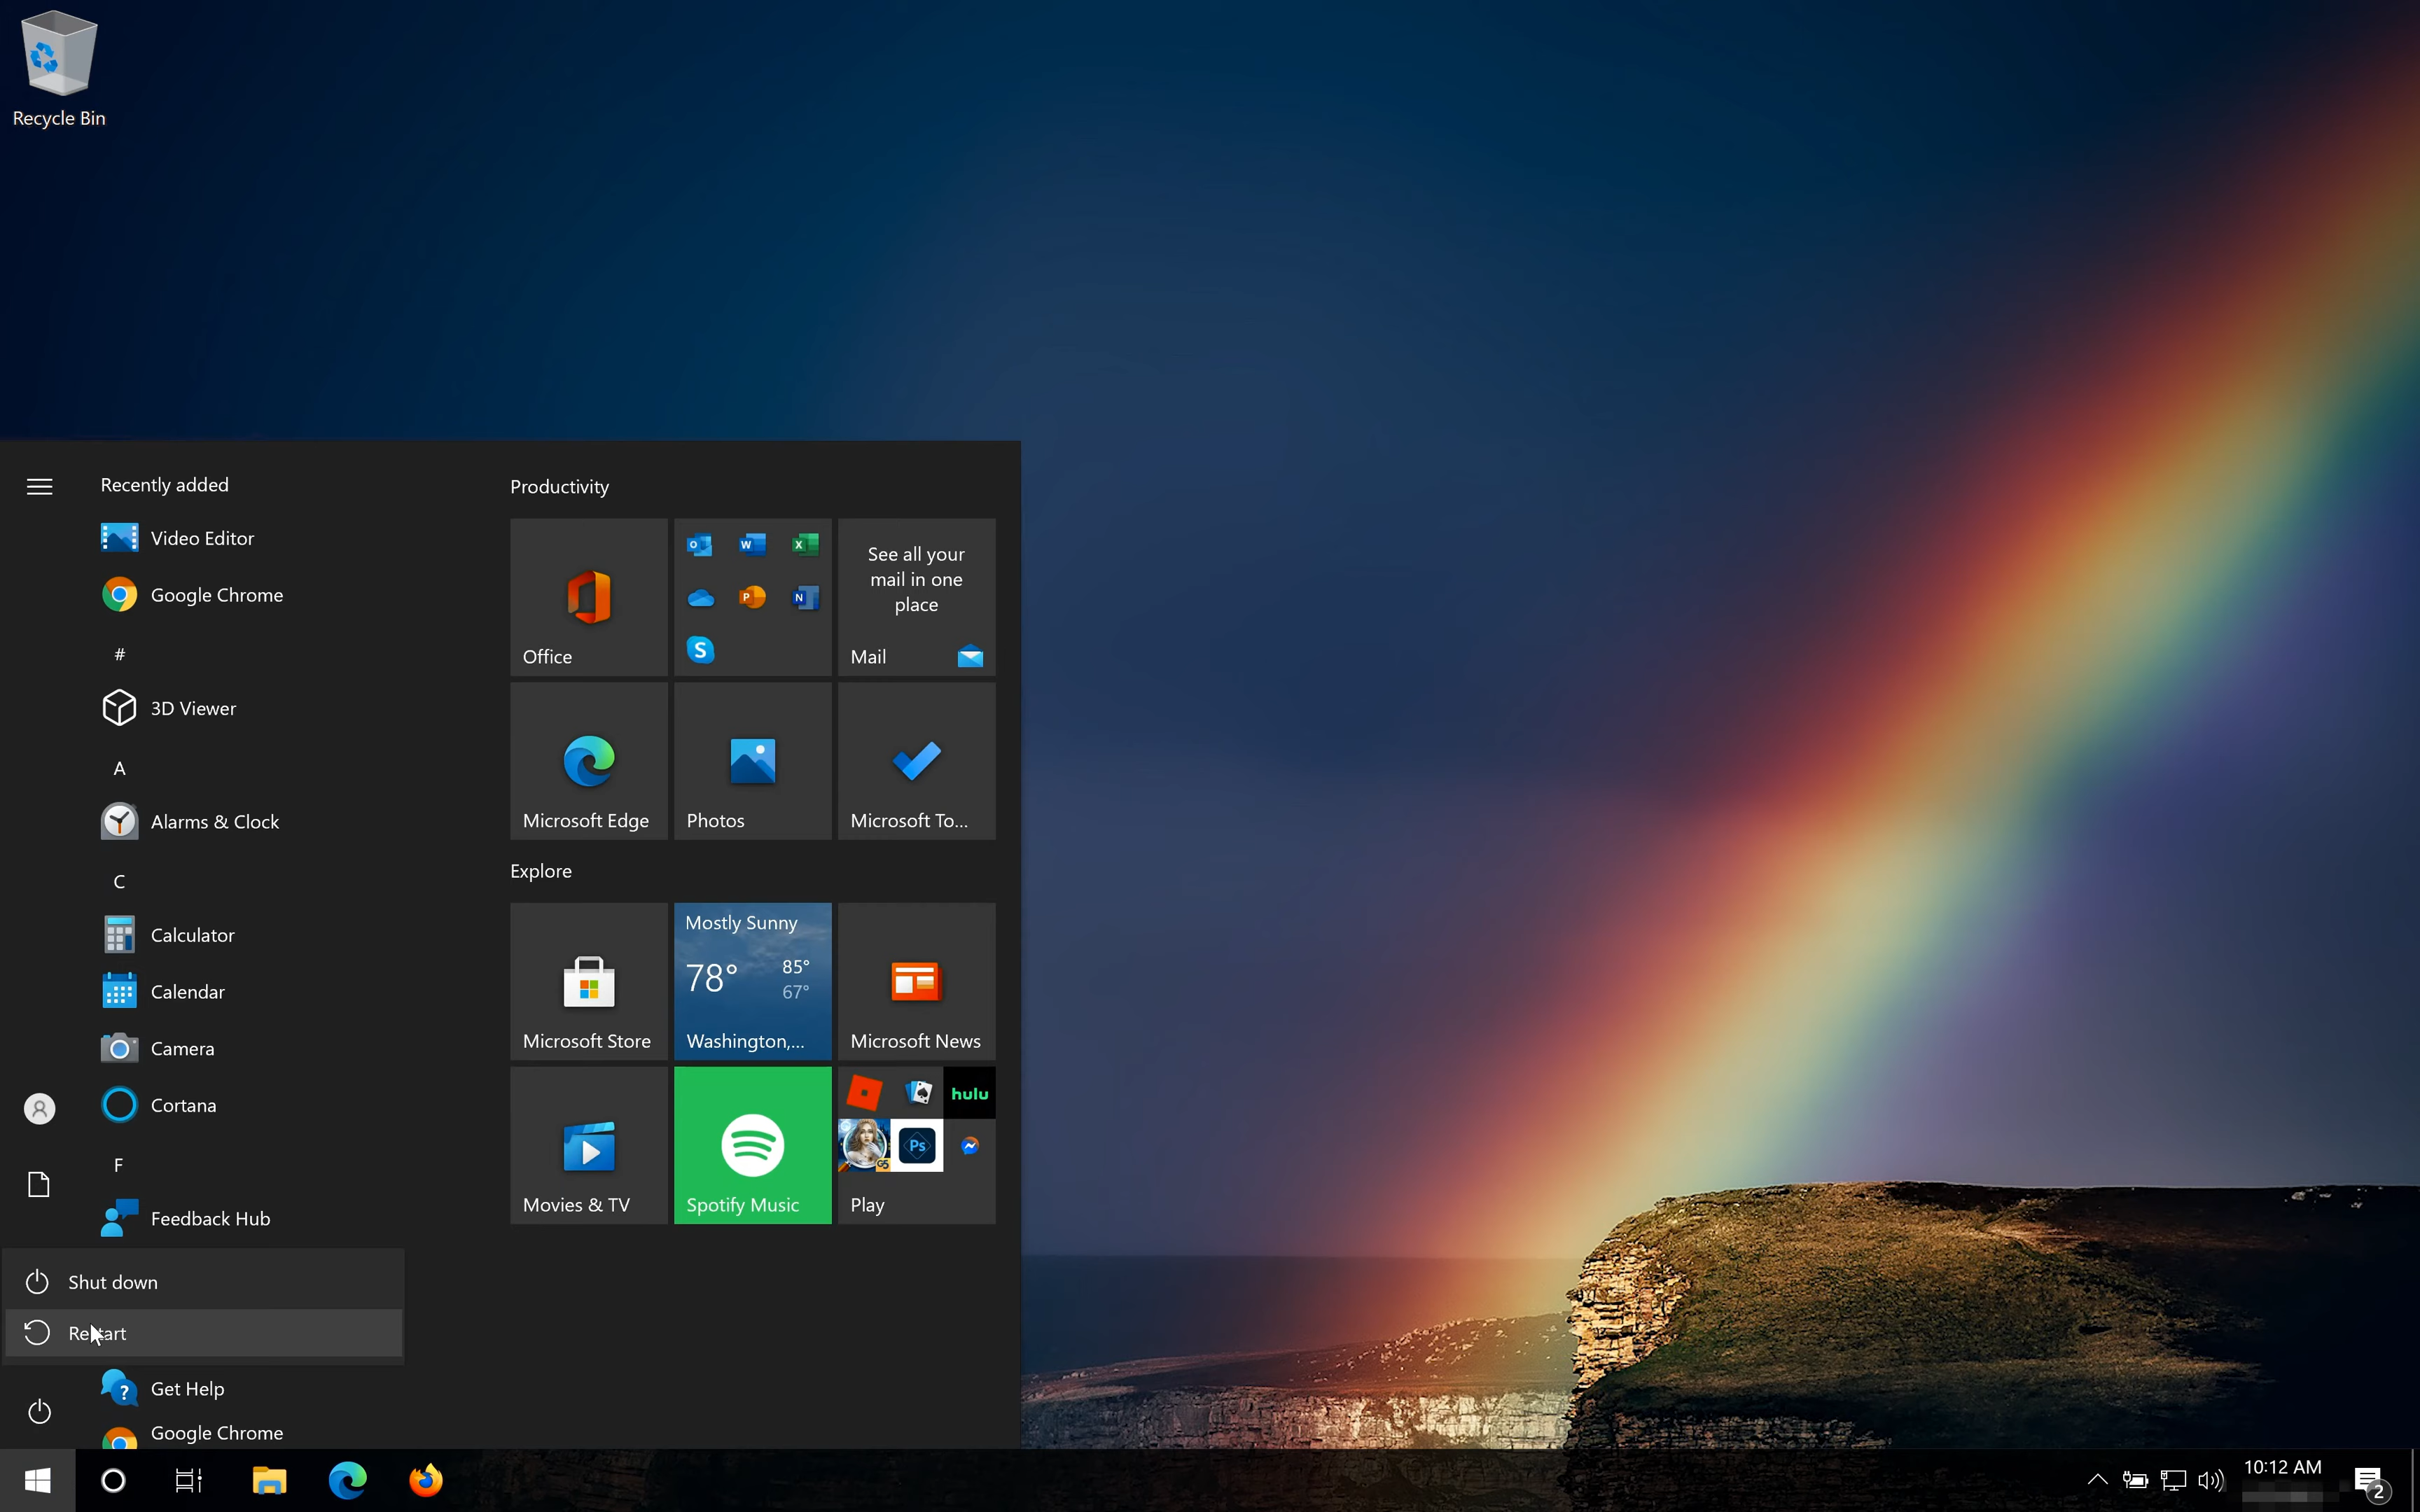 Recycle Bin
Recently added
Video Editor
Google Chrome
#
3D Viewer
A
Alarms & Clock
C
Calculator
Calendar
Camera
Cortana
F
Feedback Hub
Shut down
Restart
Get Help
Google Chrome
Productivity
Office
O
W
X
P
N
S
See all your
mail in one
place
Mail
Microsoft Edge
Photos
Microsoft To...
Explore
Microsoft Store
Mostly Sunny
78°
85°
67°
Washington,...
Microsoft News
Movies & TV
Spotify Music
hulu
G5
Ps
Play
10:12 AM
2